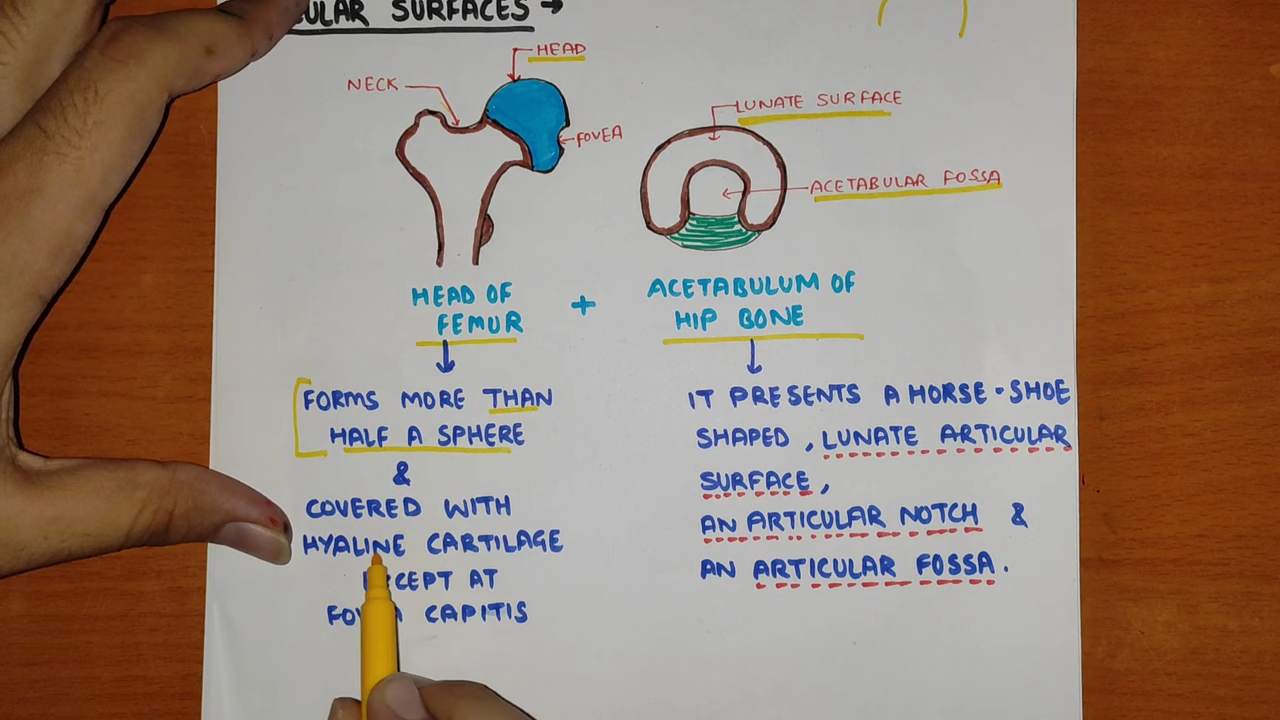 SURFACES →
HEAD
NECK
FOVEA
LUNATE SURFACE
ACETABULAR FOSSA
HEAD OF
FEMUR
+
ACETABULUM OF
HIP BONE
FORMS MORE THAN
HALF A SPHERE
&
COVERED WITH
HYALINE CARTILAGE
AT
CAPITIS
IT PRESENTS A HORSE-SHOE
SHAPED, LUNATE ARTICULAR
SURFACE,
AN ARTICULAR NOTCH &
AN ARTICULAR FOSSA.